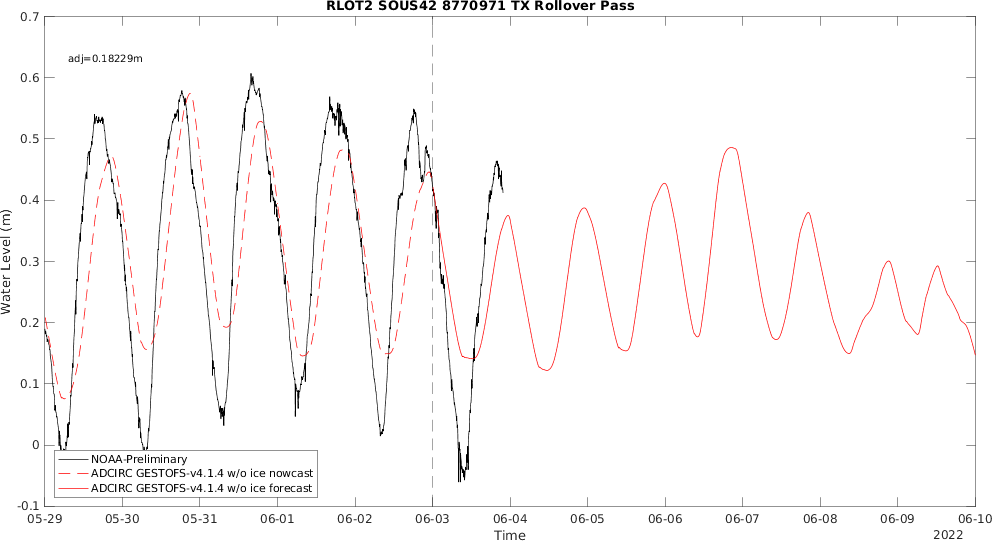 RLOT2 SOUS42 8770971 TX Rollover Pass
adj=0.18229m
0.7
0.6
0.5
0.4
0.3
0.2
0.1
0
-0.1
Water Level (m)
NOAA-Preliminary
ADCIRC GESTOFS-v4.1.4 w/o ice nowcast
ADCIRC GESTOFS-v4.1.4 w/o ice forecast
05-29 05-30 05-31 06-01 06-02 06-03 06-04 06-05 06-06 06-07 06-08 06-09 06-10
Time
2022